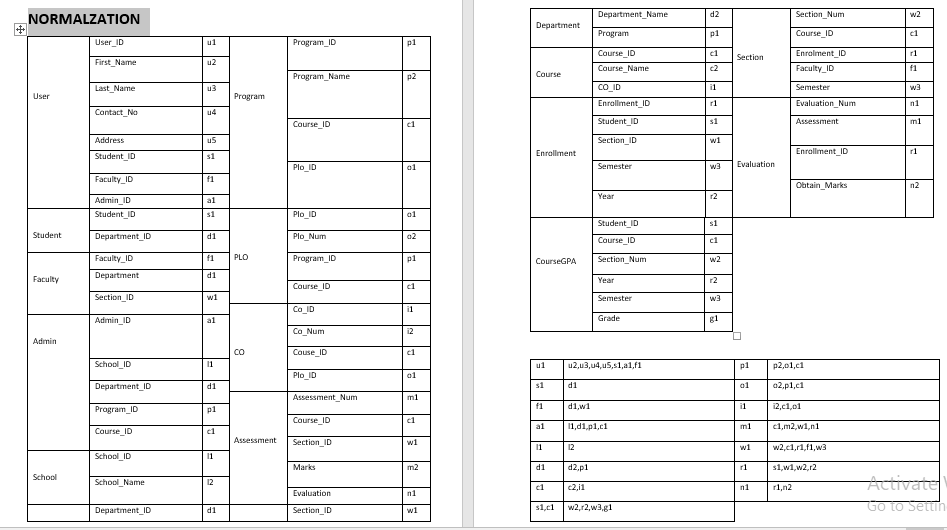 NORMALZATION
User
User_ID u1
First_Name u2
Last_Name u3
Contact_No u4
Address u5
Student_ID s1
Faculty_ID f1
Admin_ID a1
Student
Student_ID s1
Department_ID d1
Faculty
Faculty_ID f1
Department d1
Section_ID w1
Admin
Admin_ID a1
School_ID l1
Department_ID d1
Program_ID p1
Course_ID c1
School
School_ID l1
School_Name l2
Department_ID d1
Program
Program_ID p1
Program_Name p2
Course_ID c1
Plo_ID o1
PLO
Plo_ID o1
Plo_Num o2
Program_ID p1
Course_ID c1
CO
Co_ID i1
Co_Num i2
Couse_ID c1
Plo_ID o1
Assessment
Assessment_Num m1
Course_ID c1
Section_ID w1
Marks m2
Evaluation n1
Section_ID w1
Department
Department_Name d2
Program p1
Course
Course_ID c1
Course_Name c2
CO_ID i1
Enrollment
Enrollment_ID r1
Student_ID s1
Section_ID w1
Semester w3
Year r2
CourseGPA
Student_ID s1
Course_ID c1
Section_Num w2
Year r2
Semester w3
Grade g1
Section
Section_Num w2
Course_ID c1
Enrolment_ID r1
Faculty_ID f1
Semester w3
Evaluation
Evaluation_Num n1
Assessment m1
Enrollment_ID r1
Obtain_Marks n2
u1 u2,u3,u4,u5,s1,a1,f1 p1 p2,o1,c1
s1 d1 o1 o2,p1,c1
f1 d1,w1 i1 i2,c1,o1
a1 l1,d1,p1,c1 m1 c1,m2,w1,n1
l1 l2 w1 w2,c1,r1,f1,w3
d1 d2,p1 r1 s1,w1,w2,r2
c1 c2,i1 n1 r1,n2
s1,c1 w2,r2,w3,g1
Activate
Go to Settin